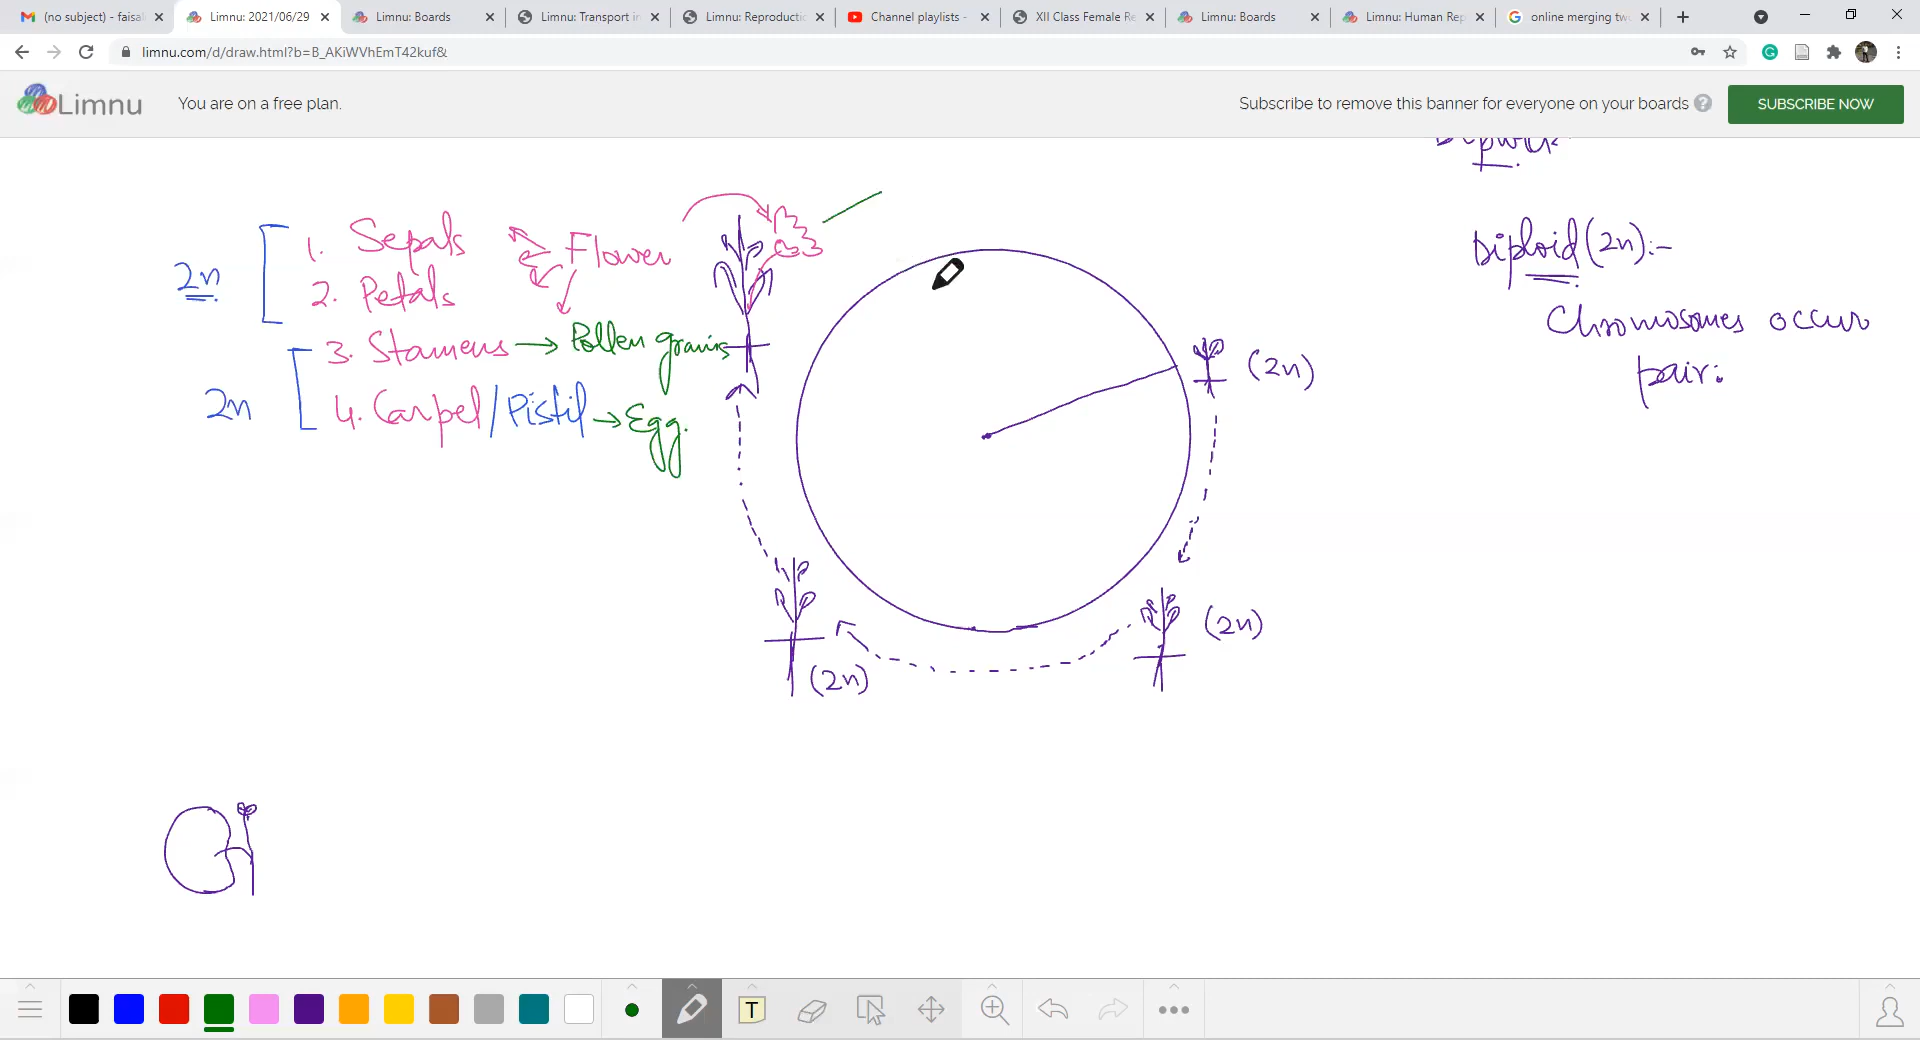 (no subject) - faisal
Limnu: 2021/06/29
Limnu: Boards
Limnu: Transport in
Limnu: Reproductio
Channel playlists -
XII Class Female Re
Limnu: Boards
Limnu: Human Rep
online merging tw
limnu.com/d/draw.html?b=B_AKiWVhEmT42kuf&
Limnu
You are on a free plan.
Subscribe to remove this banner for everyone on your boards ?
SUBSCRIBE NOW
2n
1. Sepals
Flower
2. Petals
3. Stamens → Pollen grains
2n
4. Carpel/Pistil → Egg.
(2n)
(2n)
(2n)
Diploid (2n):-
Chromosomes occur
pair:
T